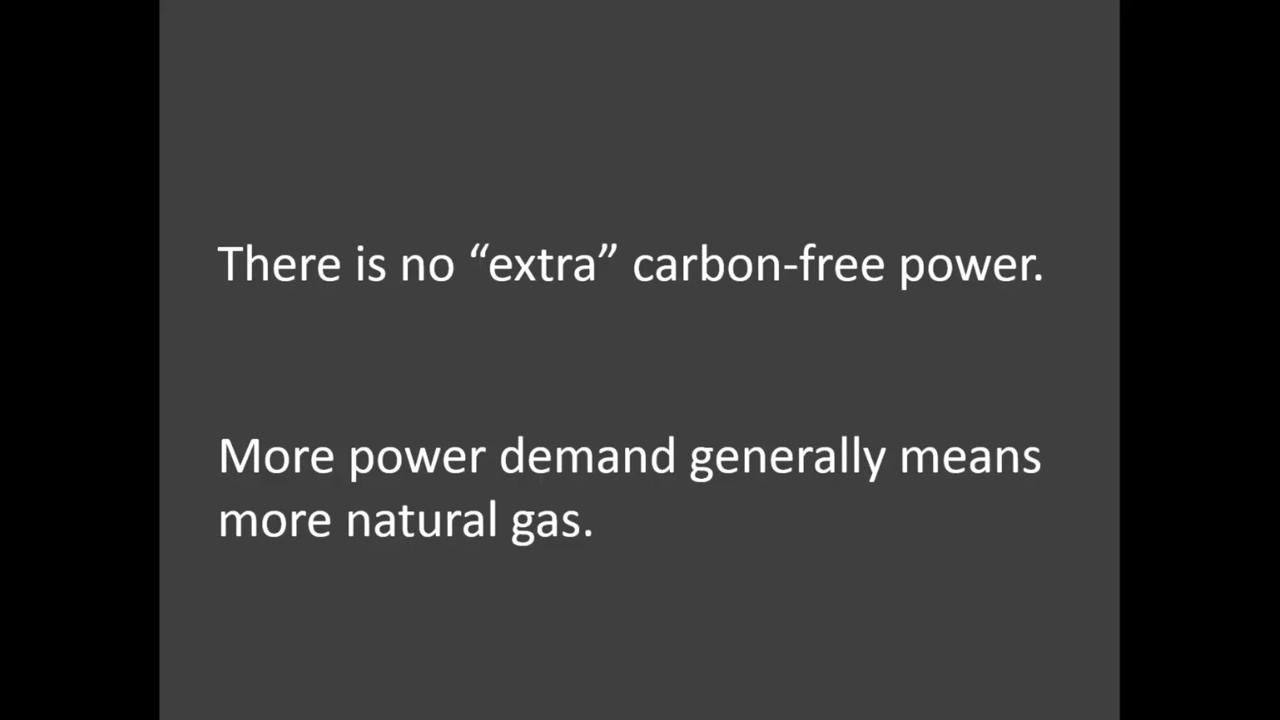 There is no “extra” carbon-free power.
More power demand generally means
more natural gas.